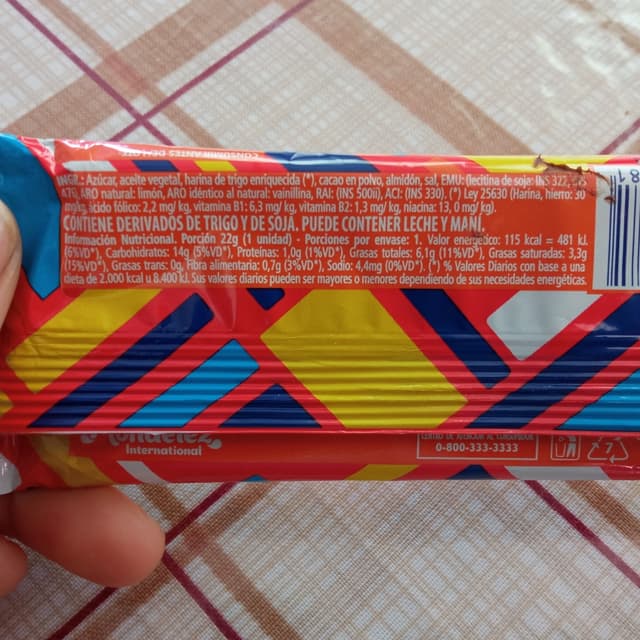 INGR.: Azúcar, aceite vegetal, harina de trigo enriquecida (*), cacao en polvo, almidón, sal, EMU: (lecitina de soja: INS 322,
ARO natural: limón, ARO idéntico al natural: vainillina, RAI: (INS 500ii), ACI: (INS 330). (*) Ley 25630 (Harina, hierro: 30
mg/kg, ácido fólico: 2,2 mg/kg, vitamina B1: 6,3 mg/kg, vitamina B2: 1,3 mg/kg, niacina: 13,0 mg/kg).
CONTIENE DERIVADOS DE TRIGO Y DE SOJA. PUEDE CONTENER LECHE Y MANÍ.
Información Nutricional. Porción 22g (1 unidad) - Porciones por envase: 1. Valor energético: 115 kcal = 481 kJ.
(6%VD*), Carbohidratos: 14g (5%VD*), Proteínas: 1,0g (1%VD*), Grasas totales: 6,1g (11%VD*), Grasas saturadas: 3,3g
(15%VD*), Grasas trans: 0g, Fibra alimentaria: 0,7g (3%VD*), Sodio: 4,4mg (0%VD*). (*) % Valores Diarios con base a una
dieta de 2.000 kcal u 8.400 kJ. Sus valores diarios pueden ser mayores o menores dependiendo de sus necesidades energéticas.
Mondelez
International
CENTRO DE ATENCIÓN AL CONSUMIDOR
0-800-333-3333
7